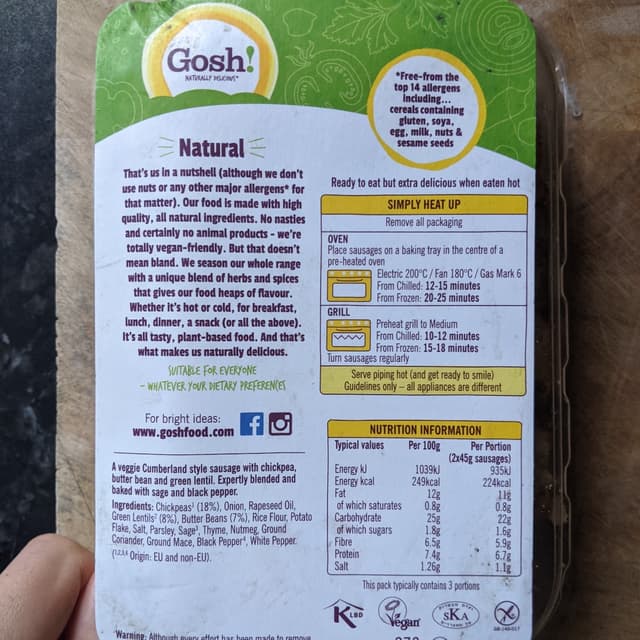 Gosh!
NATURALLY DELICIOUS*
*Free-from the
top 14 allergens
including...
cereals containing
gluten, soya,
egg, milk, nuts &
sesame seeds
Natural
That's us in a nutshell (although we don't
use nuts or any other major allergens* for
that matter). Our food is made with high
quality, all natural ingredients. No nasties
and certainly no animal products – we're
totally vegan-friendly. But that doesn't
mean bland. We season our whole range
with a unique blend of herbs and spices
that gives our food heaps of flavour.
Whether it's hot or cold, for breakfast,
lunch, dinner, a snack (or all the above).
It's all tasty, plant-based food. And that's
what makes us naturally delicious.
SUITABLE FOR EVERYONE
– WHATEVER YOUR DIETARY PREFERENCES
For bright ideas:
www.goshfood.com
A veggie Cumberland style sausage with chickpea,
butter bean and green lentil. Expertly blended and
baked with sage and black pepper.
Ingredients: Chickpeas¹ (18%), Onion, Rapeseed Oil,
Green Lentils² (8%), Butter Beans (7%), Rice Flour, Potato
Flake, Salt, Parsley, Sage³, Thyme, Nutmeg, Ground
Coriander, Ground Mace, Black Pepper⁴, White Pepper.
Origin: EU and non-EU).
Warning: Although every effort has been made to remove
Ready to eat but extra delicious when eaten hot
SIMPLY HEAT UP
Remove all packaging
OVEN
Place sausages on a baking tray in the centre of a
pre-heated oven
Electric 200°C / Fan 180°C / Gas Mark 6
From Chilled: 12-15 minutes
From Frozen: 20-25 minutes
GRILL
Preheat grill to Medium
From Chilled: 10-12 minutes
From Frozen: 15-18 minutes
Turn sausages regularly
Serve piping hot (and get ready to smile)
Guidelines only – all appliances are different
NUTRITION INFORMATION
Typical values Per 100g Per Portion
(2x45g sausages)
Energy kJ 1039kJ 935kJ
Energy kcal 249kcal 224kcal
Fat 12g 11g
of which saturates 0.8g 0.8g
Carbohydrate 25g 22g
of which sugars 1.8g 1.6g
Fibre 6.5g 5.9g
Protein 7.4g 6.7g
Salt 1.26g 1.1g
This pack typically contains 3 portions
K LBD
Vegan
SKA